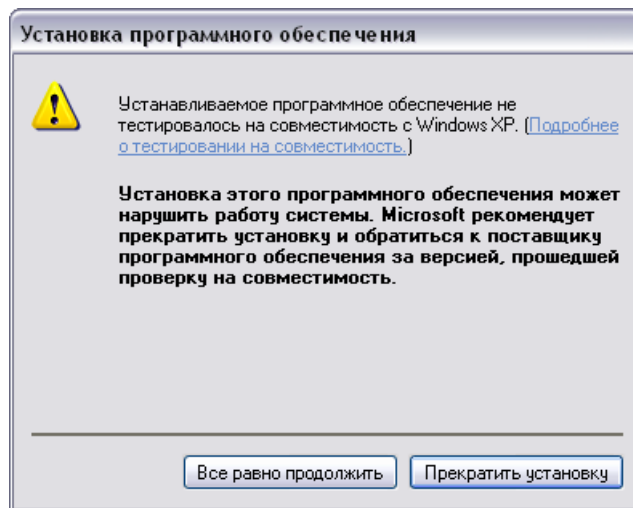 Установка программного обеспечения
Устанавливаемое программное обеспечение не
тестировалось на совместимость с Windows XP. (Подробнее
о тестировании на совместимость.)
Установка этого программного обеспечения может
нарушить работу системы. Microsoft рекомендует
прекратить установку и обратиться к поставщику
программного обеспечения за версией, прошедшей
проверку на совместимость.
Все равно продолжить
Прекратить установку